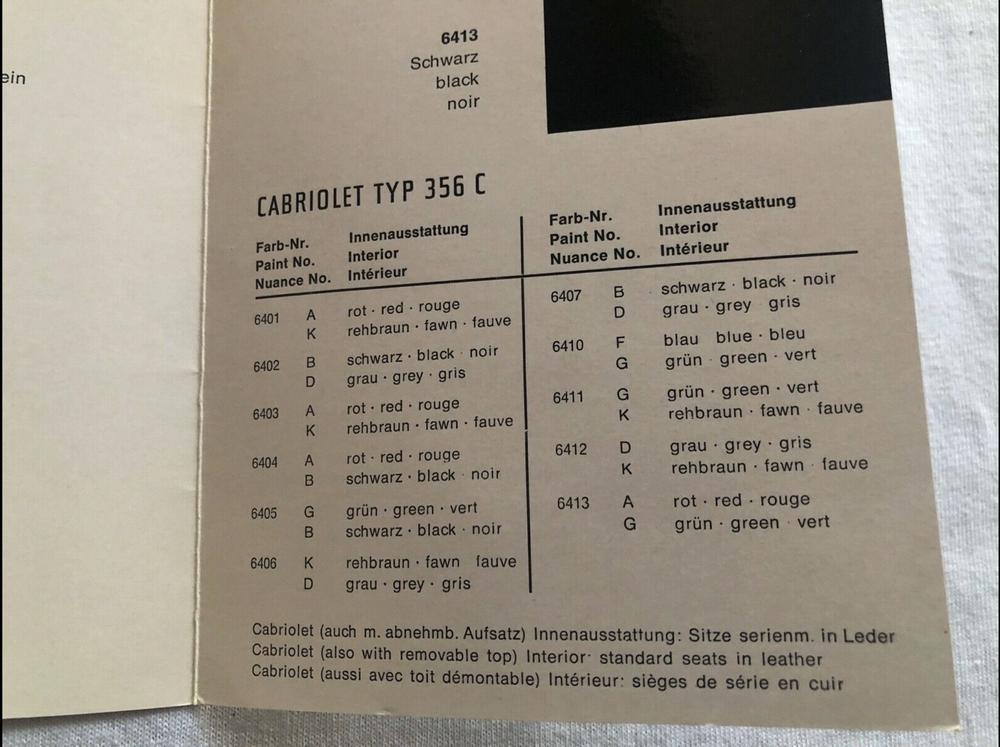 ein
6413
Schwarz
black
noir
CABRIOLET TYP 356 C
Farb-Nr. Innenausstattung
Paint No. Interior
Nuance No. Intérieur
6401 A rot · red · rouge
K rehbraun · fawn · fauve
6402 B schwarz · black · noir
D grau · grey · gris
6403 A rot · red · rouge
K rehbraun · fawn · fauve
6404 A rot · red · rouge
B schwarz · black · noir
6405 G grün · green · vert
B schwarz · black · noir
6406 K rehbraun · fawn fauve
D grau · grey · gris
Farb-Nr. Innenausstattung
Paint No. Interior
Nuance No. Intérieur
6407 B schwarz · black · noir
D grau · grey gris
6410 F blau blue · bleu
G grün · green · vert
6411 G grün · green · vert
K rehbraun · fawn · fauve
6412 D grau · grey · gris
K rehbraun · fawn · fauve
6413 A rot · red · rouge
G grün · green · vert
Cabriolet (auch m. abnehmb. Aufsatz) Innenausstattung: Sitze serienm. in Leder
Cabriolet (also with removable top) Interior· standard seats in leather
Cabriolet (aussi avec toit démontable) Intérieur: sièges de série en cuir